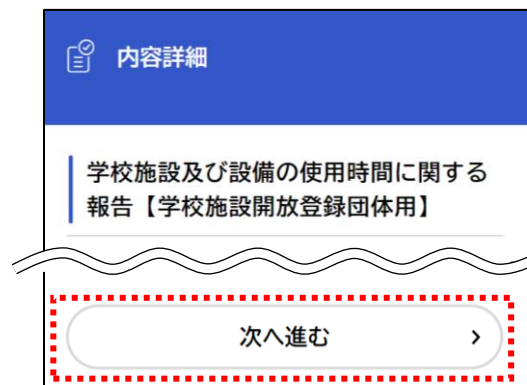 内容詳細
学校施設及び設備の使用時間に関する
報告【学校施設開放登録団体用】
次へ進む